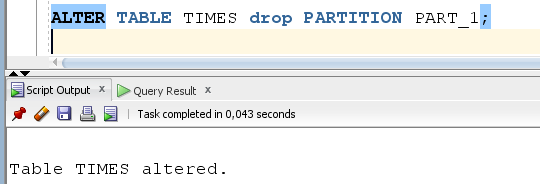 ALTER TABLE TIMES drop PARTITION PART_1;
Script Output x Query Result x
Task completed in 0,043 seconds
Table TIMES altered.